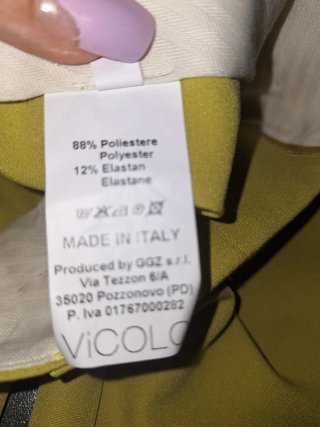 88% Poliestere
Polyester
12% Elastan
Elastane
MADE IN ITALY
Produced by GGZ s.r.l.
Via Tezzon 6/A
35020 Pozzonovo (PD)
P. Iva 01767000282
ViCOLO